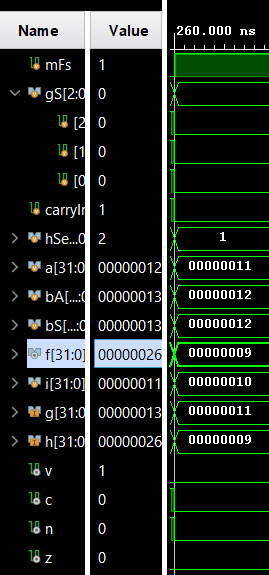 Name Value 260.000 ns
mFs 1
gS[2:0 0
[2 0
[1 0
[0 0
carryIn 1
hSe...0 2 1
a[31:0] 00000012 00000011
bA[...:0] 00000013 00000012
bS[...:0] 00000013 00000012
f[31:0] 00000026 00000009
i[31:0] 00000011 00000010
g[31:0] 00000013 00000011
h[31:0] 00000026 00000009
v 1
c 0
n 0
z 0